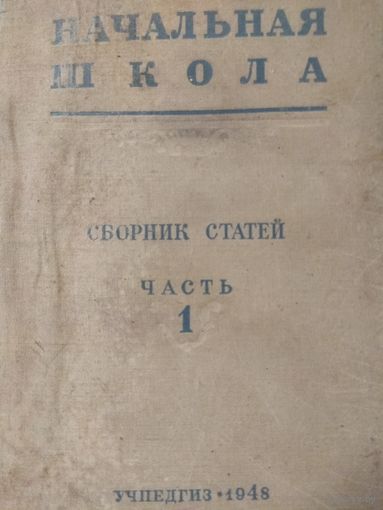 НАЧАЛЬНАЯ
ШКОЛА
СБОРНИК СТАТЕЙ
ЧАСТЬ
1
УЧПЕДГИЗ • 1948